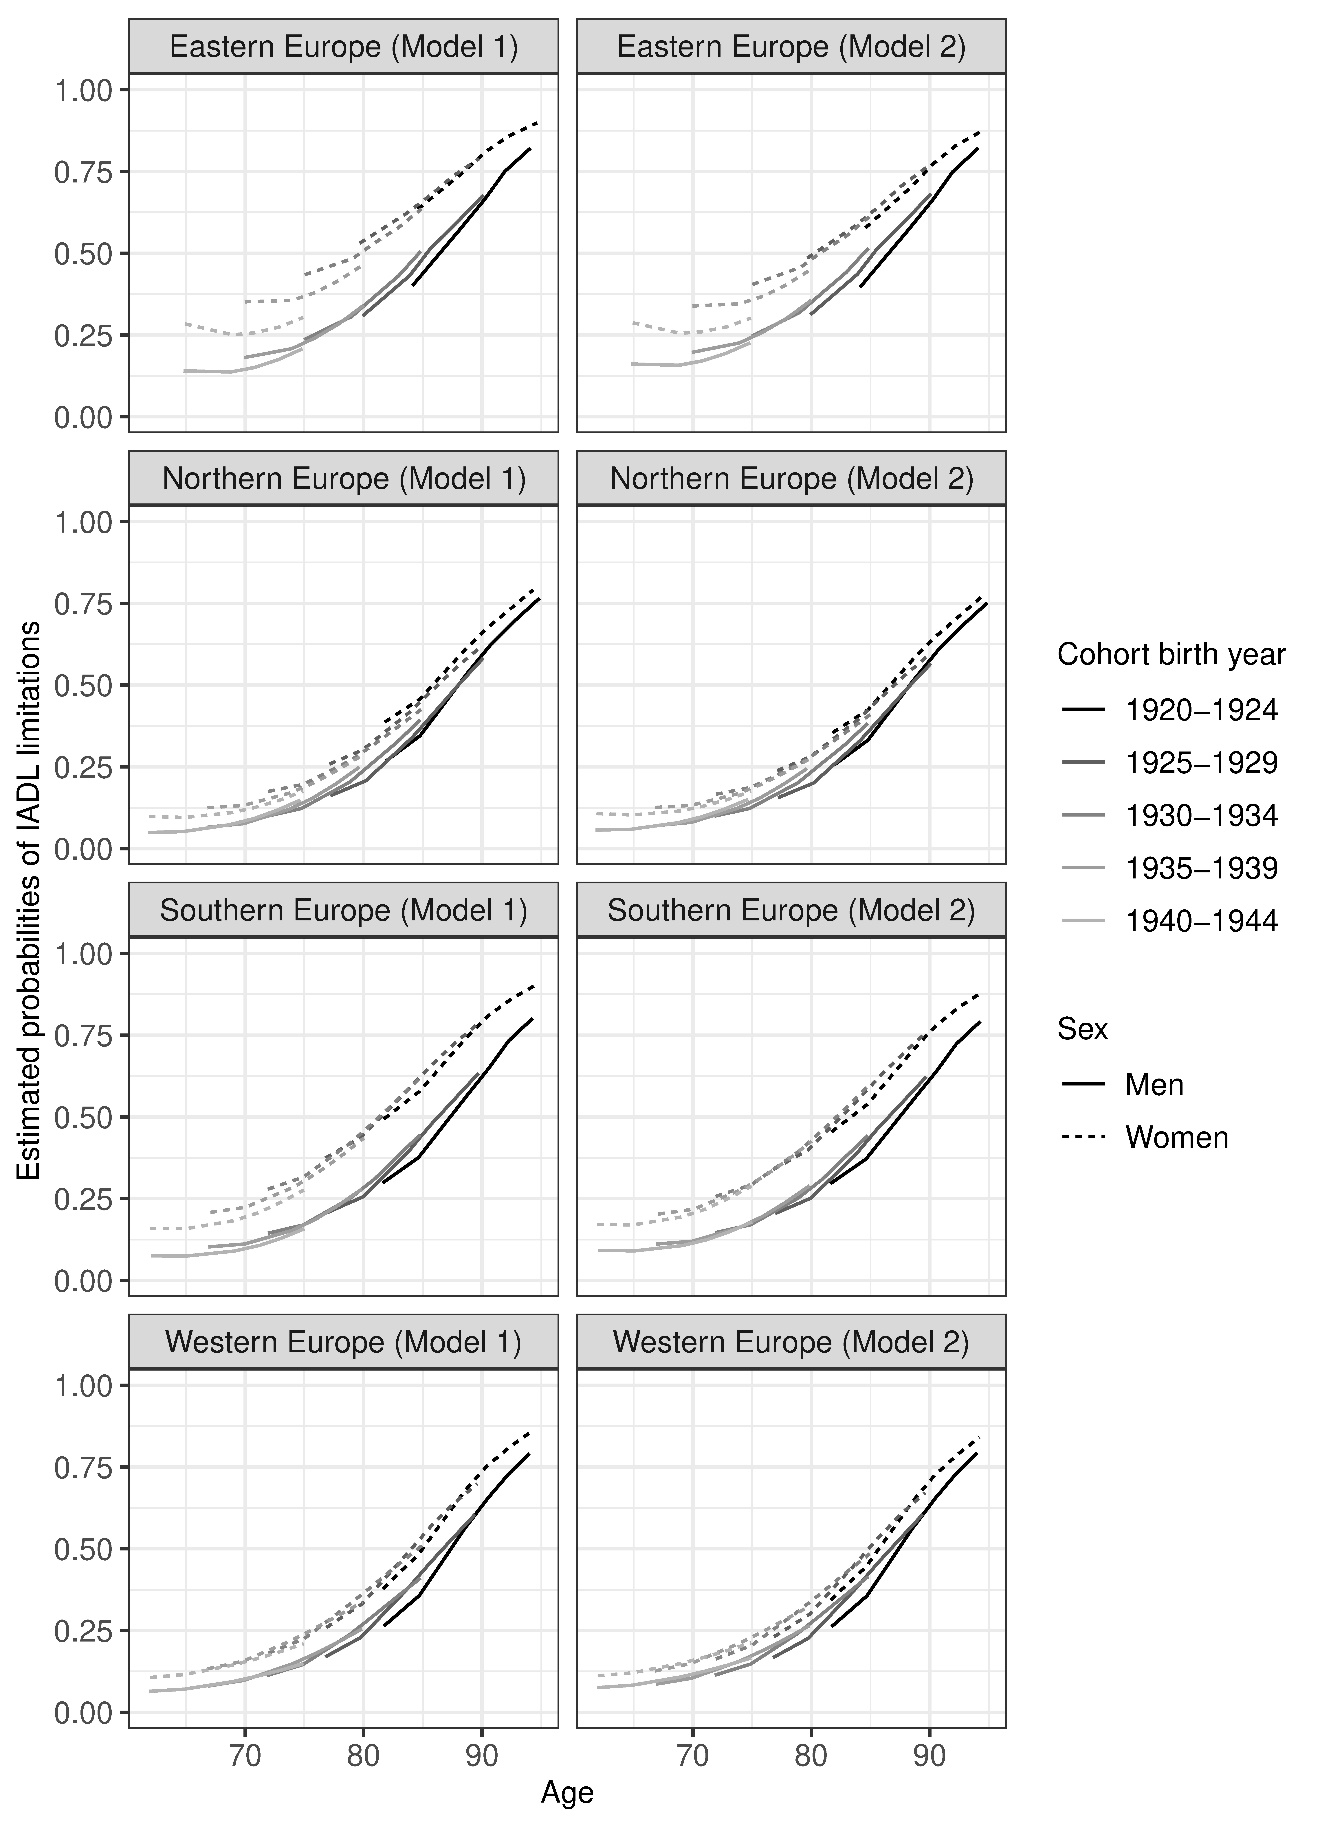 Eastern Europe (Model 1)
Eastern Europe (Model 2)
1.00
0.75
0.50
0.25
0.00
Northern Europe (Model 1)
Northern Europe (Model 2)
1.00
0.75
0.50
0.25
0.00
Southern Europe (Model 1)
Southern Europe (Model 2)
1.00
0.75
0.50
0.25
0.00
Western Europe (Model 1)
Western Europe (Model 2)
1.00
0.75
0.50
0.25
0.00
70
80
90
70
80
90
Age
Estimated probabilities of IADL limitations
Cohort birth year
1920−1924
1925−1929
1930−1934
1935−1939
1940−1944
Sex
Men
Women